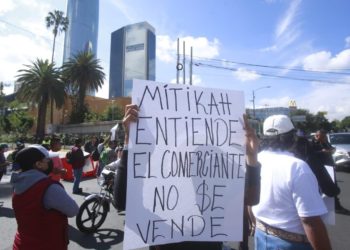 MITIKAH
ENTIENDE
EL COMERCIANTE
NO $E
VENDE